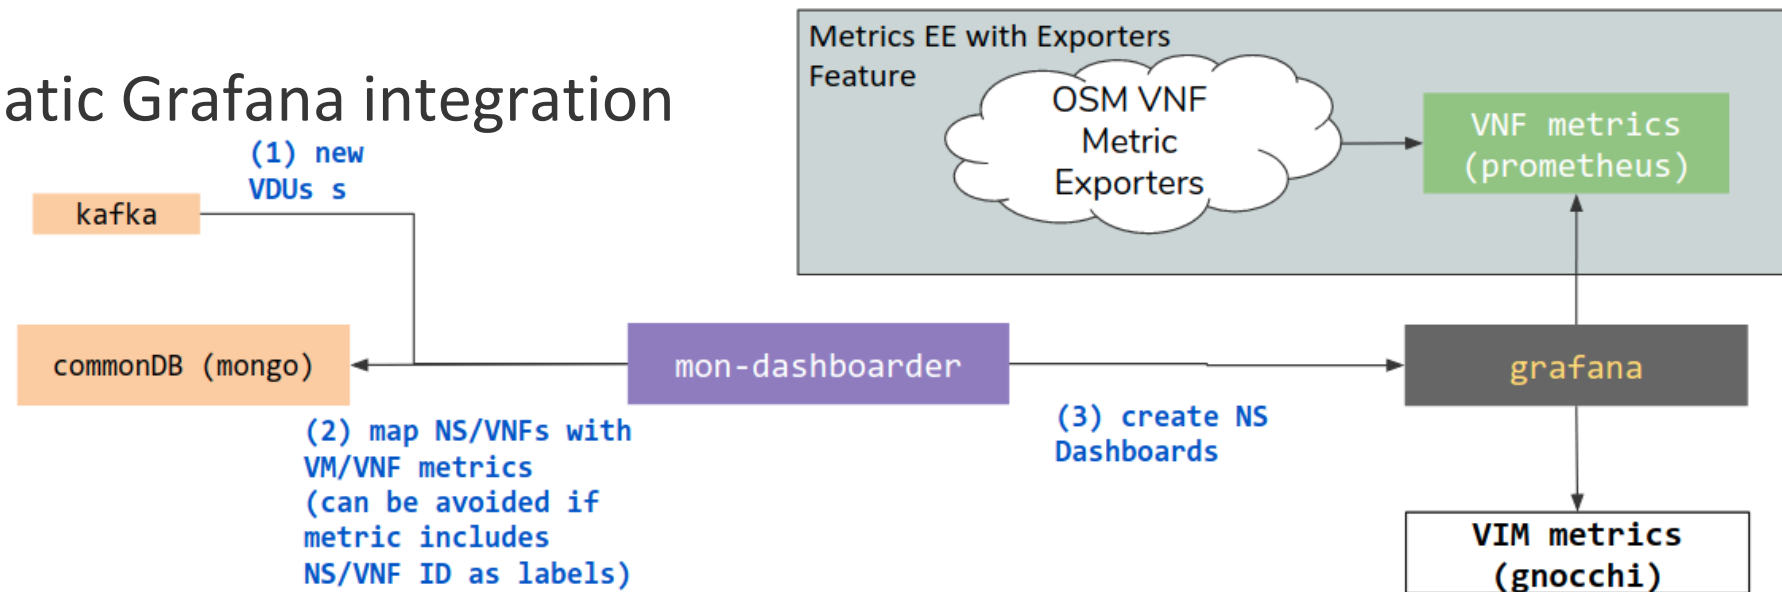 atic Grafana integration
Metrics EE with Exporters
Feature
OSM VNF
Metric
Exporters
VNF metrics
(prometheus)
(1) new
VDUs s
kafka
commonDB (mongo)
mon-dashboarder
grafana
(2) map NS/VNFs with
VM/VNF metrics
(can be avoided if
metric includes
NS/VNF ID as labels)
(3) create NS
Dashboards
VIM metrics
(gnocchi)